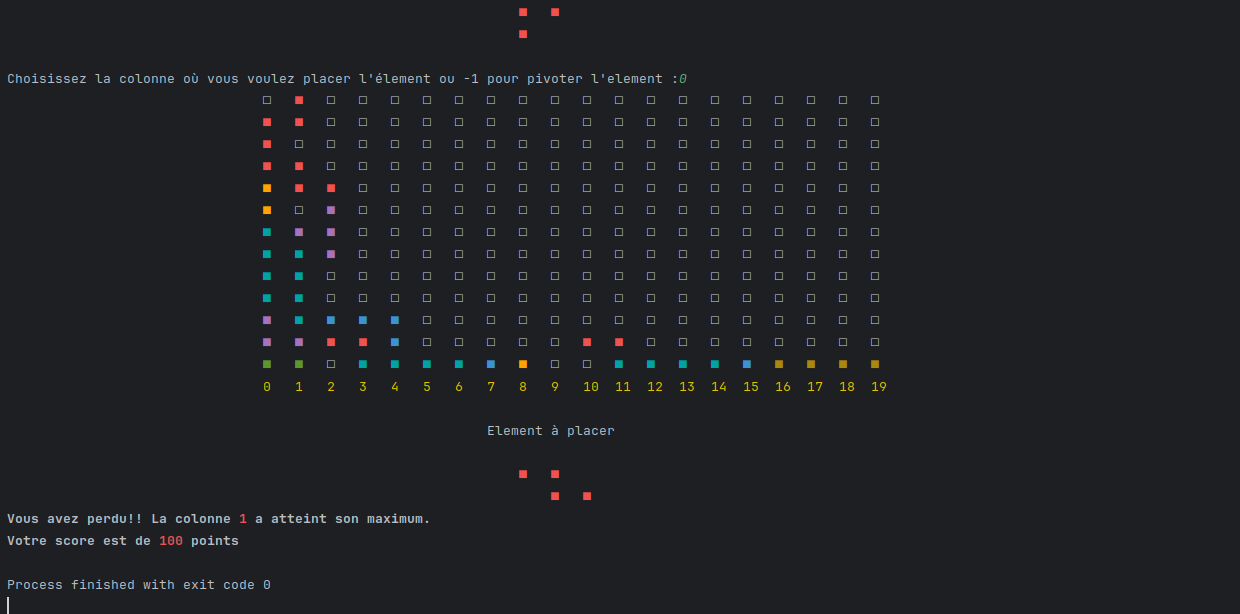 Choisissez la colonne où vous voulez placer l'élement ou -1 pour pivoter l'element :0
0 1 2 3 4 5 6 7 8 9 10 11 12 13 14 15 16 17 18 19
Element à placer
Vous avez perdu!! La colonne 1 a atteint son maximum.
Votre score est de 100 points
Process finished with exit code 0